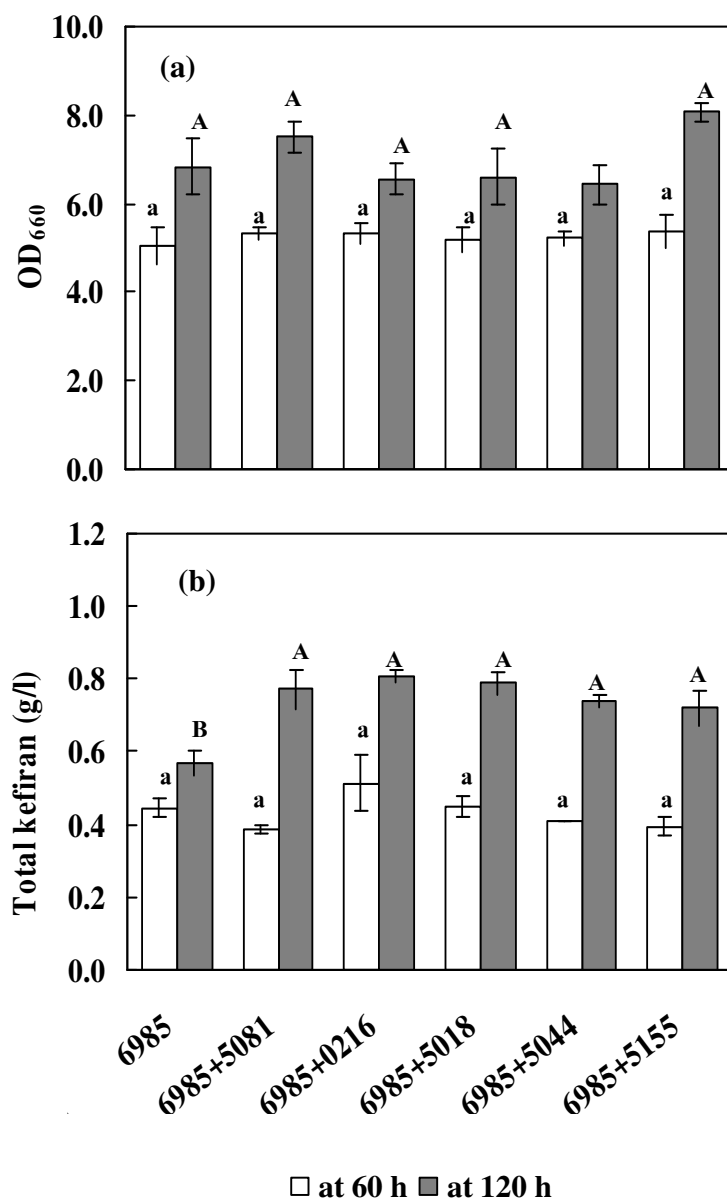 10.0
(a)
A
A
A
A
A
8.0
a
a
a
a
a
a
6.0
OD660
4.0
2.0
0.0
1.2
(b)
1.0
A
A
A
A
A
0.8
B
a
a
a
a
a
a
0.6
Total kefiran (g/l)
0.4
0.2
0.0
6985
6985+5081
6985+0216
6985+5018
6985+5044
6985+5155
at 60 h
at 120 h